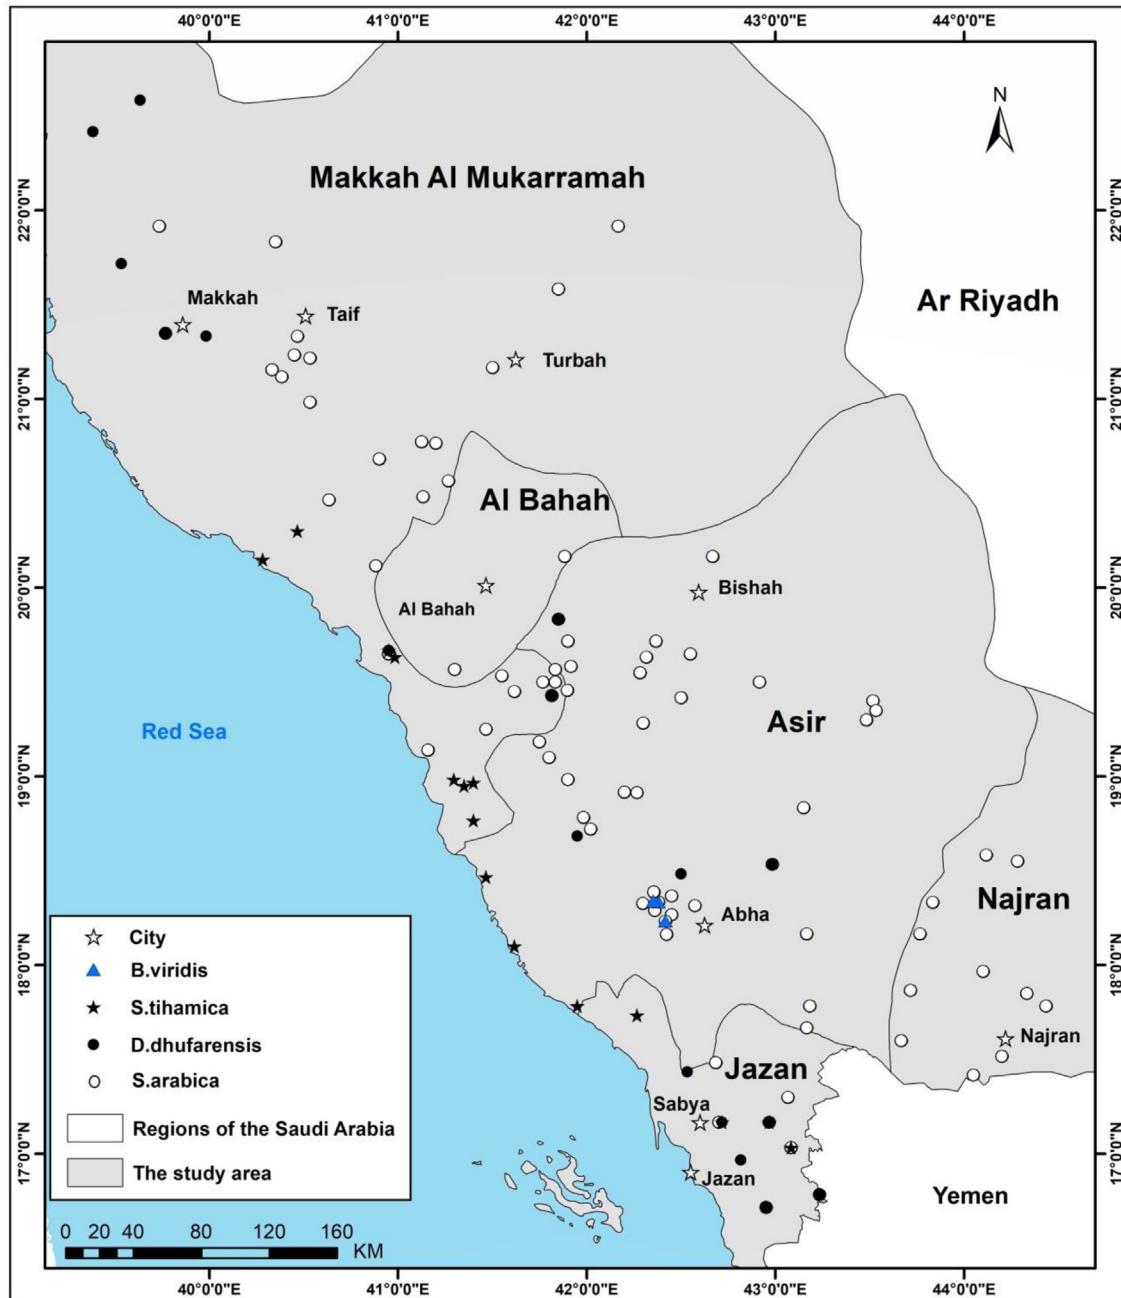 40°0'0"E 41°0'0"E 42°0'0"E 43°0'0"E 44°0'0"E
N
Makkah Al Mukarramah
22°0'0"N 22°0'0"N
Makkah
Taif
Ar Riyadh
Turbah
21°0'0"N 21°0'0"N
Al Bahah
Al Bahah
Bishah
20°0'0"N 20°0'0"N
Red Sea
Asir
19°0'0"N 19°0'0"N
Najran
Abha
18°0'0"N 18°0'0"N
Najran
Jazan
Sabya
17°0'0"N 17°0'0"N
Jazan
Yemen
City
B.viridis
S.tihamica
D.dhufarensis
S.arabica
Regions of the Saudi Arabia
The study area
0 20 40 80 120 160
KM
40°0'0"E 41°0'0"E 42°0'0"E 43°0'0"E 44°0'0"E